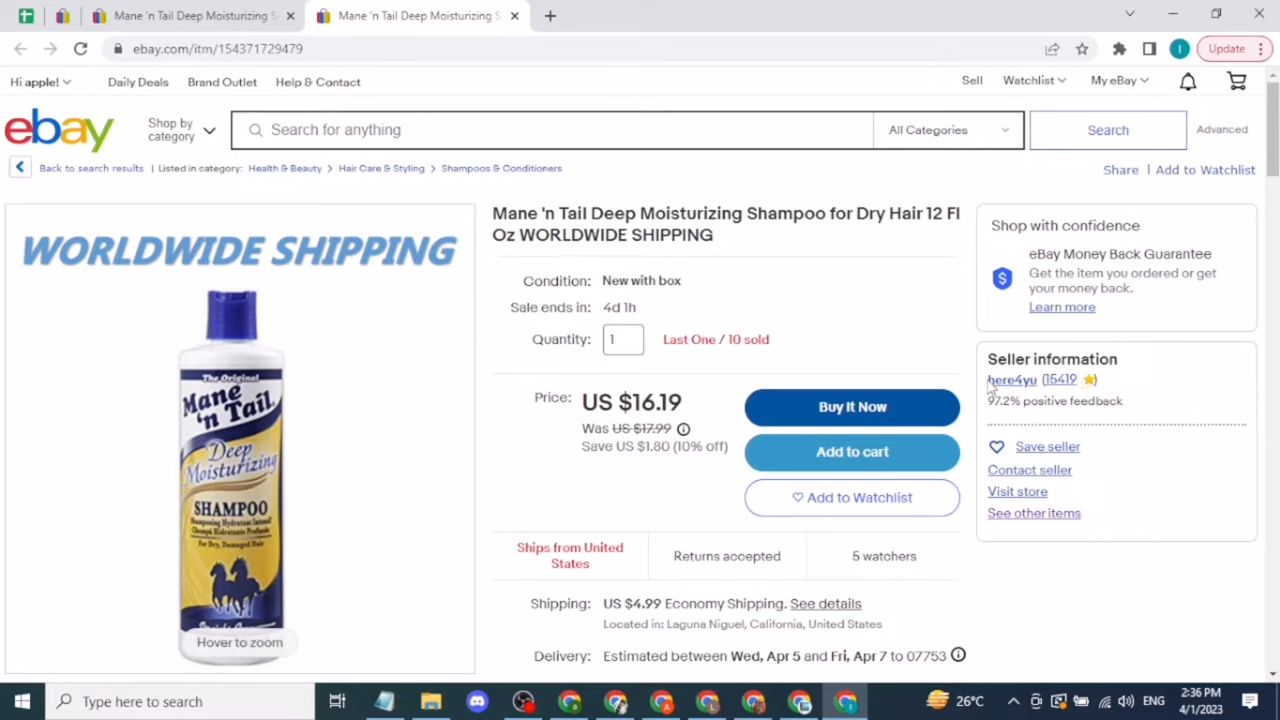 Mane 'n Tail Deep Moisturizing S
Mane 'n Tail Deep Moisturizing S
ebay.com/itm/154371729479
Update
Hi apple!
Daily Deals
Brand Outlet
Help & Contact
Sell
Watchlist
My eBay
ebay
Shop by category
Search for anything
All Categories
Search
Advanced
Back to search results | Listed in category: Health & Beauty > Hair Care & Styling > Shampoos & Conditioners
Share | Add to Watchlist
WORLDWIDE SHIPPING
The Original
Mane
'n Tail
Deep
Moisturizing
SHAMPOO
For Dry, Damaged Hair
Hover to zoom
Mane 'n Tail Deep Moisturizing Shampoo for Dry Hair 12 Fl
Oz WORLDWIDE SHIPPING
Condition: New with box
Sale ends in: 4d 1h
Quantity: 1 Last One / 10 sold
Price: US $16.19
Was US $17.99
Save US $1.80 (10% off)
Buy It Now
Add to cart
Add to Watchlist
Ships from United
States
Returns accepted
5 watchers
Shipping: US $4.99 Economy Shipping. See details
Located in: Laguna Niguel, California, United States
Delivery: Estimated between Wed, Apr 5 and Fri, Apr 7 to 07753
Shop with confidence
eBay Money Back Guarantee
Get the item you ordered or get
your money back.
Learn more
Seller information
here4yu (15419)
97.2% positive feedback
Save seller
Contact seller
Visit store
See other items
Type here to search
26°C
ENG
2:36 PM
4/1/2023